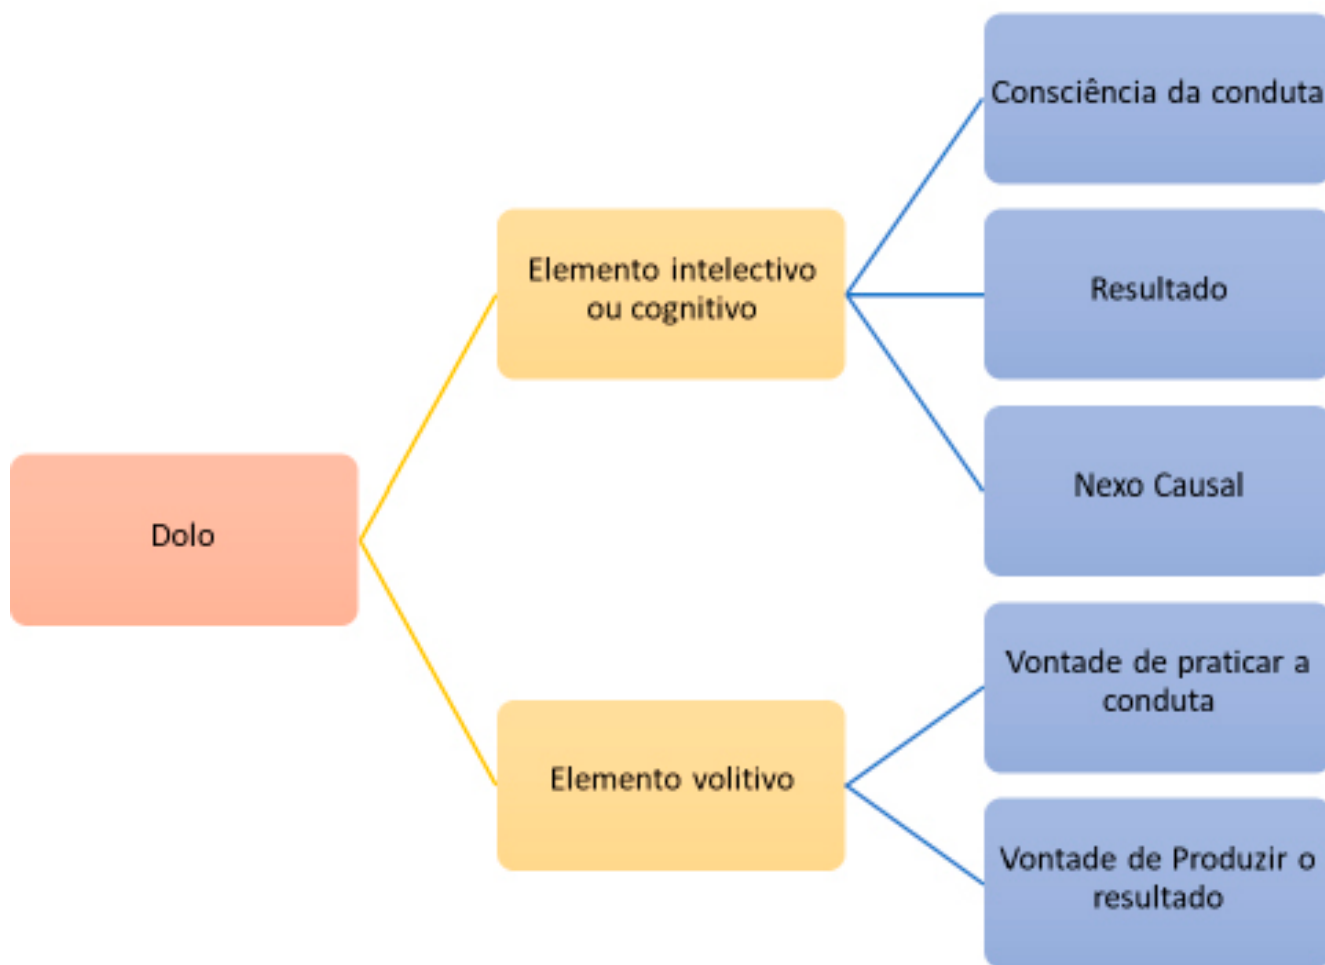 Dolo
Elemento intelectivo
ou cognitivo
Consciência da conduta
Resultado
Nexo Causal
Elemento volitivo
Vontade de praticar a
conduta
Vontade de Produzir o
resultado